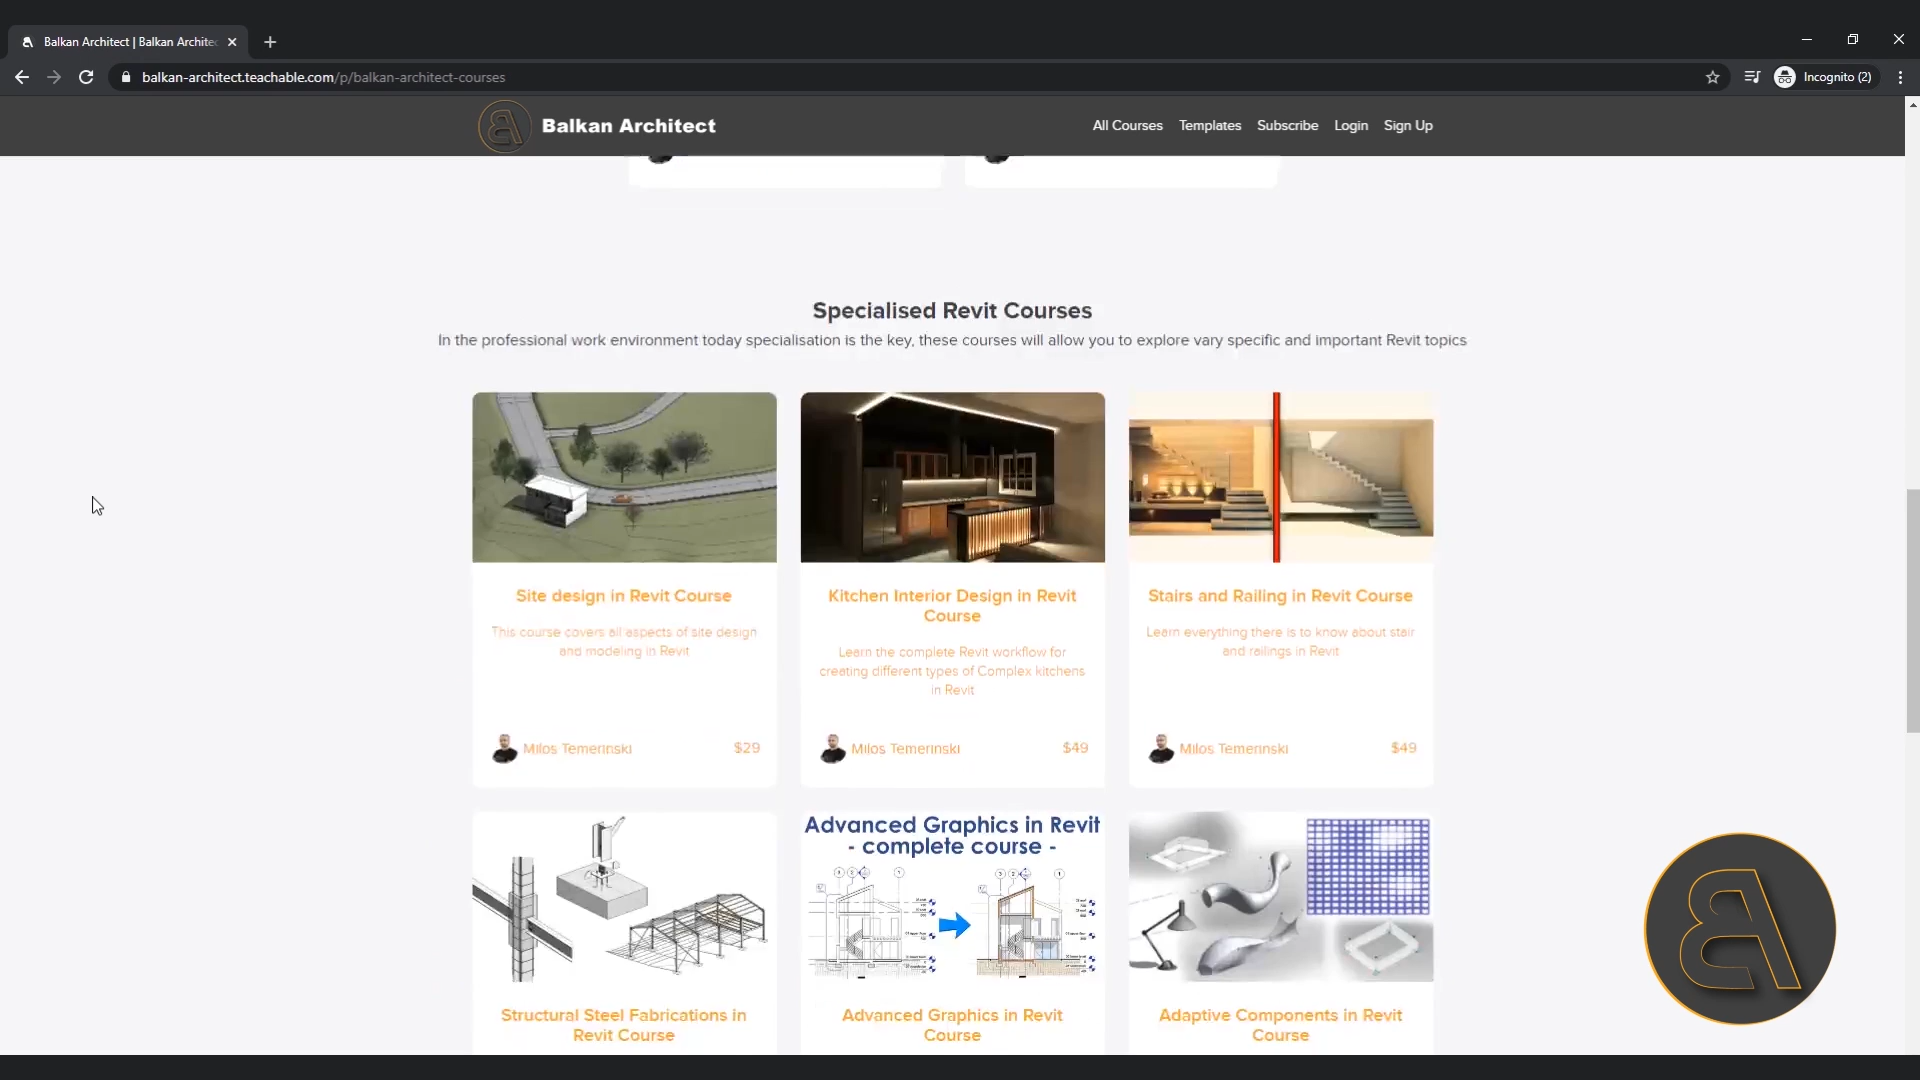 Balkan Architect | Balkan Archite
balkan-architect.teachable.com/p/balkan-architect-courses
Incognito (2)
Balkan Architect
All Courses
Templates
Subscribe
Login
Sign Up
Specialised Revit Courses
In the professional work environment today specialisation is the key, these courses will allow you to explore vary specific and important Revit topics
Site design in Revit Course
This course covers all aspects of site design
and modeling in Revit
Milos Temerinski
$29
Kitchen Interior Design in Revit
Course
Learn the complete Revit workflow for
creating different types of Complex kitchens
in Revit
Milos Temerinski
$49
Stairs and Railing in Revit Course
Learn everything there is to know about stair
and railings in Revit
Milos Temerinski
$49
Structural Steel Fabrications in
Revit Course
Advanced Graphics in Revit
- complete course -
Advanced Graphics in Revit
Course
Adaptive Components in Revit
Course